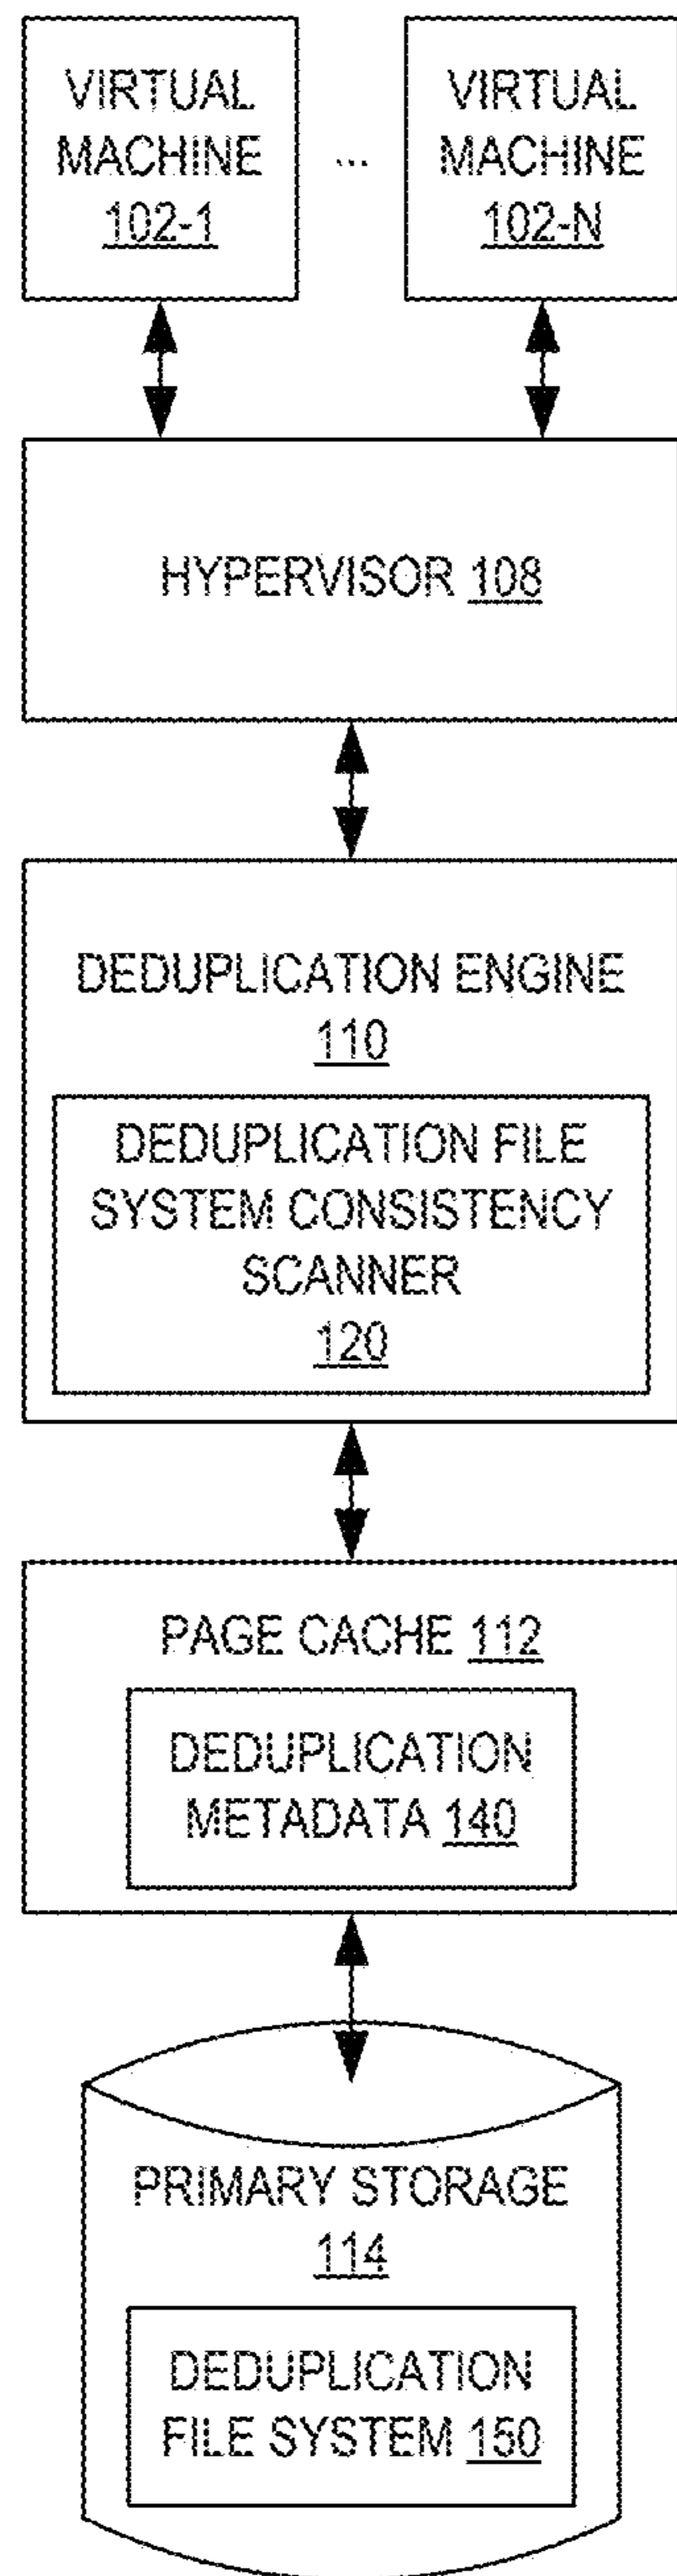 VIRTUAL
MACHINE
102-1
...
VIRTUAL
MACHINE
102-N
HYPERVISOR 108
DEDUPLICATION ENGINE
110
DEDUPLICATION FILE
SYSTEM CONSISTENCY
SCANNER
120
PAGE CACHE 112
DEDUPLICATION
METADATA 140
PRIMARY STORAGE
114
DEDUPLICATION
FILE SYSTEM 150